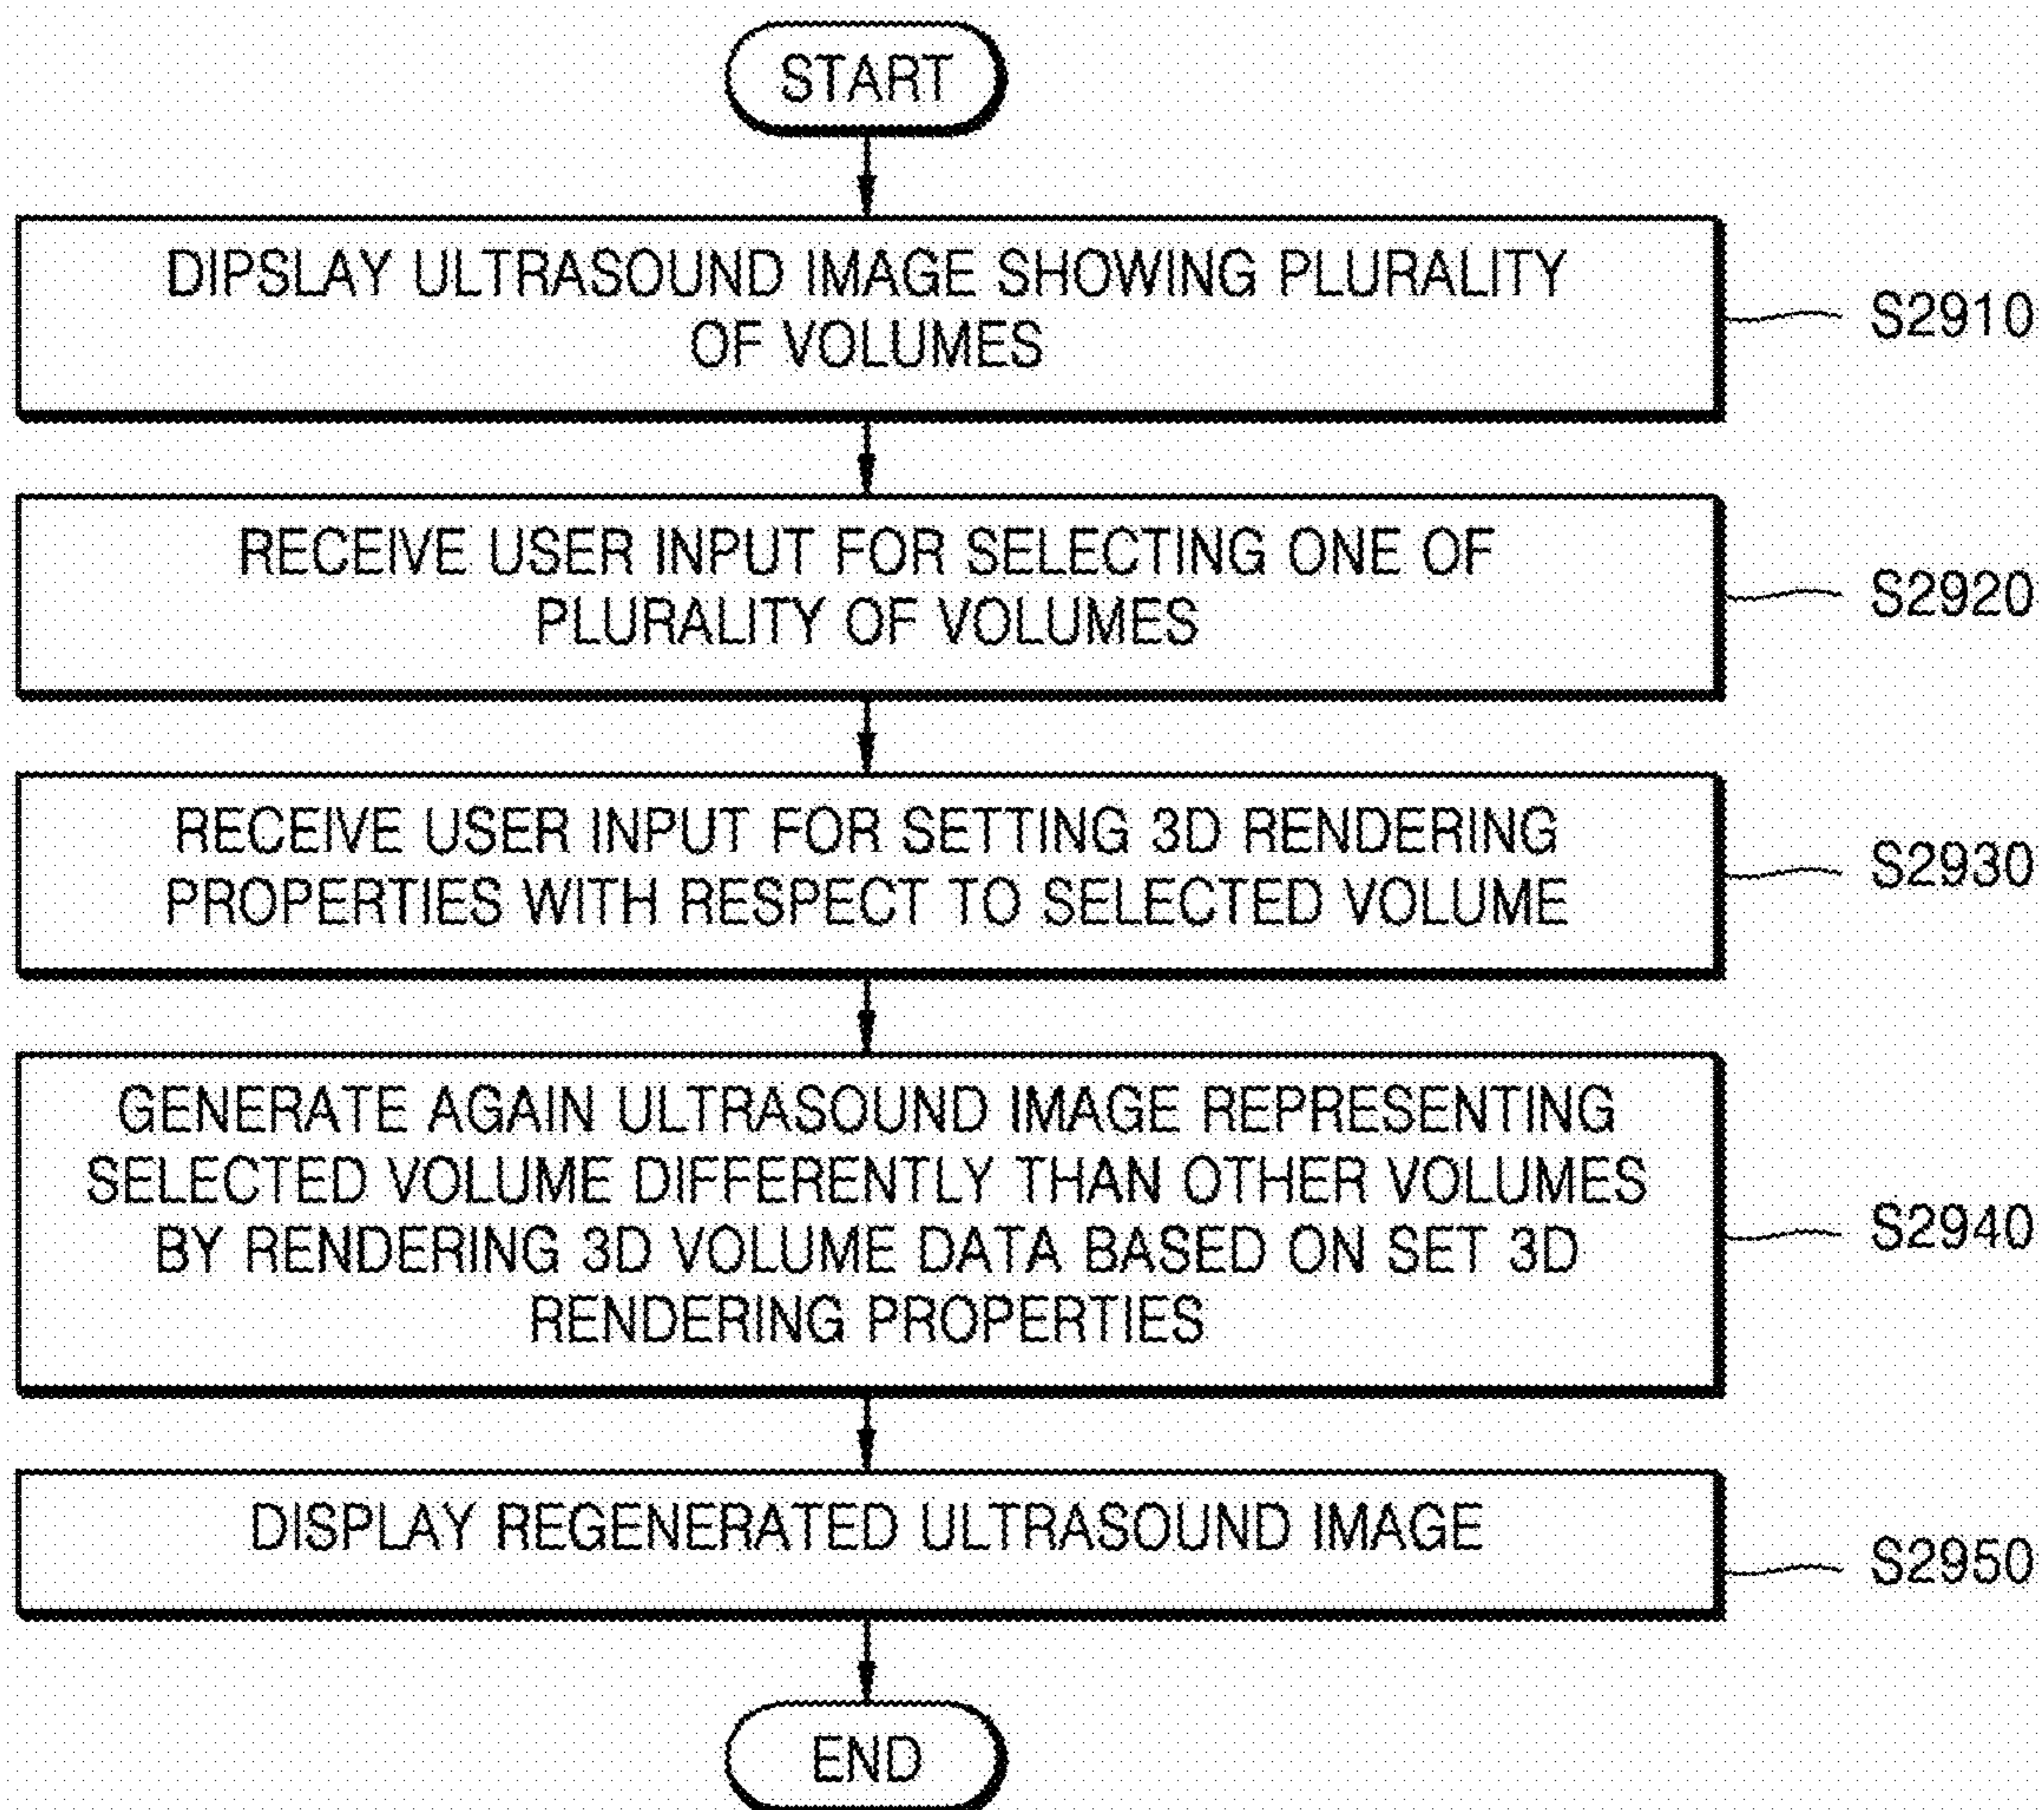 START
DIPSLAY ULTRASOUND IMAGE SHOWING PLURALITY
OF VOLUMES
S2910
RECEIVE USER INPUT FOR SELECTING ONE OF
PLURALITY OF VOLUMES
S2920
RECEIVE USER INPUT FOR SETTING 3D RENDERING
PROPERTIES WITH RESPECT TO SELECTED VOLUME
S2930
GENERATE AGAIN ULTRASOUND IMAGE REPRESENTING
SELECTED VOLUME DIFFERENTLY THAN OTHER VOLUMES
BY RENDERING 3D VOLUME DATA BASED ON SET 3D
RENDERING PROPERTIES
S2940
DISPLAY REGENERATED ULTRASOUND IMAGE
S2950
END